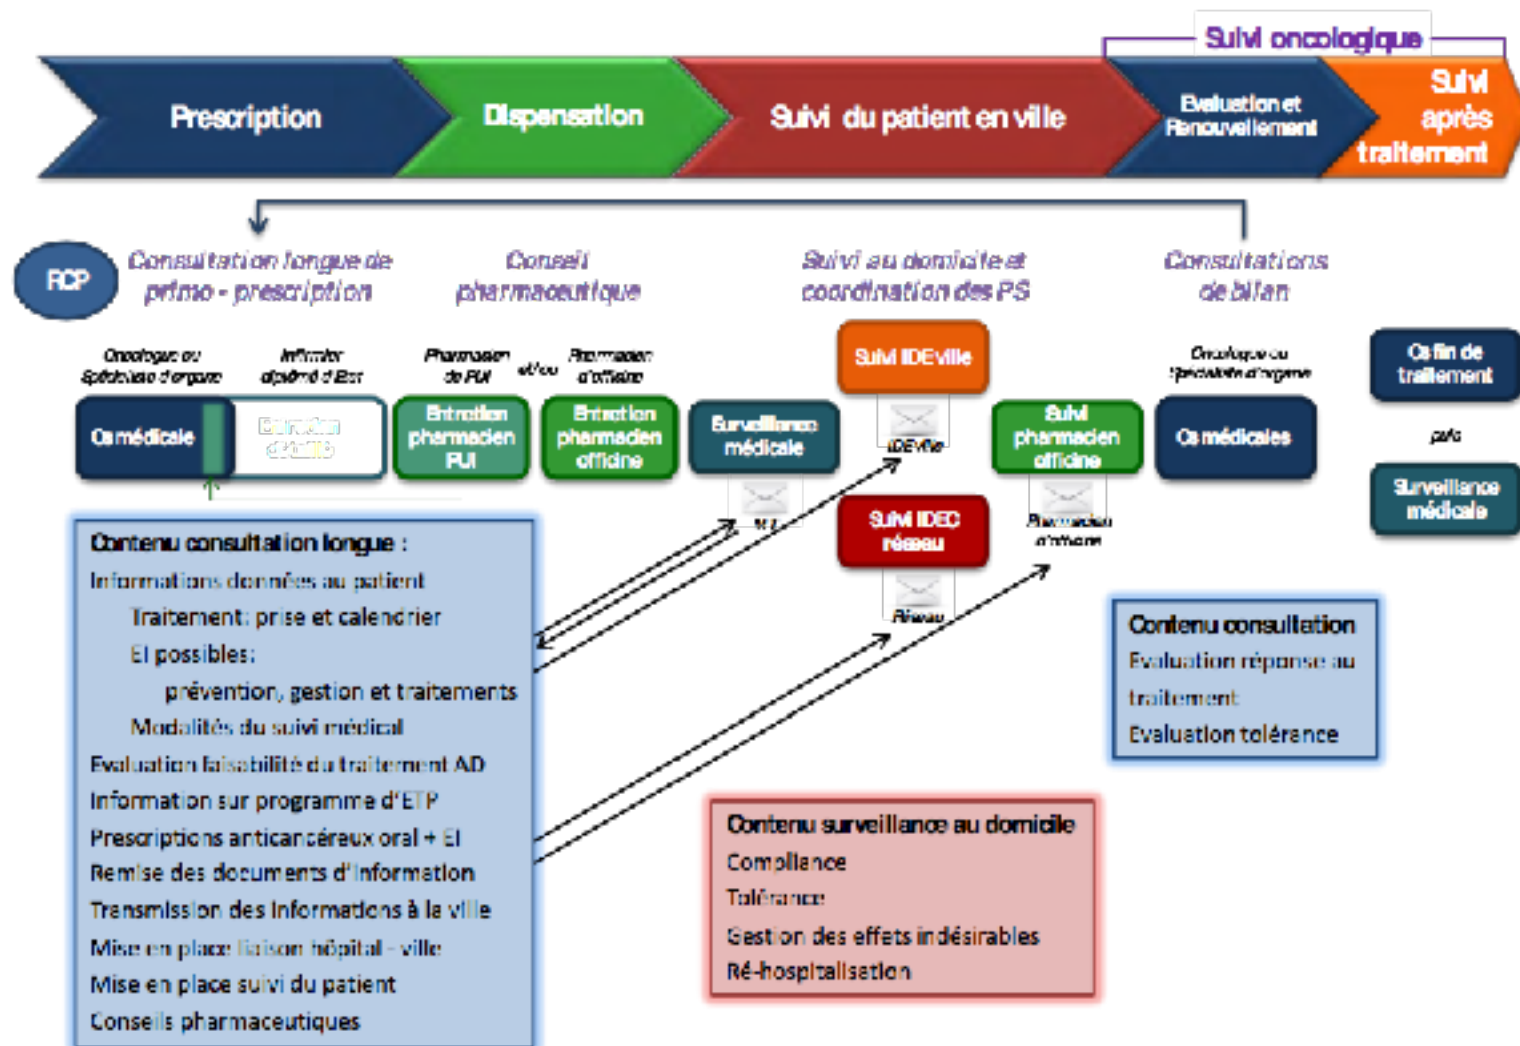 Suivi oncologique
Prescription
Dispensation
Suivi du patient en ville
Evaluation et
Renouvellement
Suivi
après
traitement
RCP
Consultation longue de
primo - prescription
Conseil
pharmaceutique
Suivi au domicile et
coordination des PS
Consultations
de bilan
Oncologue ou
Spécialiste d'organe
Infirmier
diplômé d'Etat
Pharmacien
de PUI
et/ou
Pharmacien
d'officine
Oncologue ou
Spécialiste d'organe
Cs médicale
Entretien
pharmacien
PUI
Entretien
pharmacien
officine
Surveillance
médicale
Suivi IDE ville
IDE ville
Suivi IDEC
réseau
Réseau
Suivi
pharmacien
officine
Pharmacien
d'officine
Cs médicales
Cs fin de
traitement
puis
Surveillance
médicale
Contenu consultation longue :
Informations données au patient
Traitement: prise et calendrier
EI possibles:
prévention, gestion et traitements
Modalités du suivi médical
Evaluation faisabilité du traitement AD
Information sur programme d'ETP
Prescriptions anticancéreux oral + EI
Remise des documents d'information
Transmission des informations à la ville
Mise en place liaison hôpital - ville
Mise en place suivi du patient
Conseils pharmaceutiques
Contenu surveillance au domicile
Compliance
Tolérance
Gestion des effets indésirables
Ré-hospitalisation
Contenu consultation
Evaluation réponse au
traitement
Evaluation tolérance